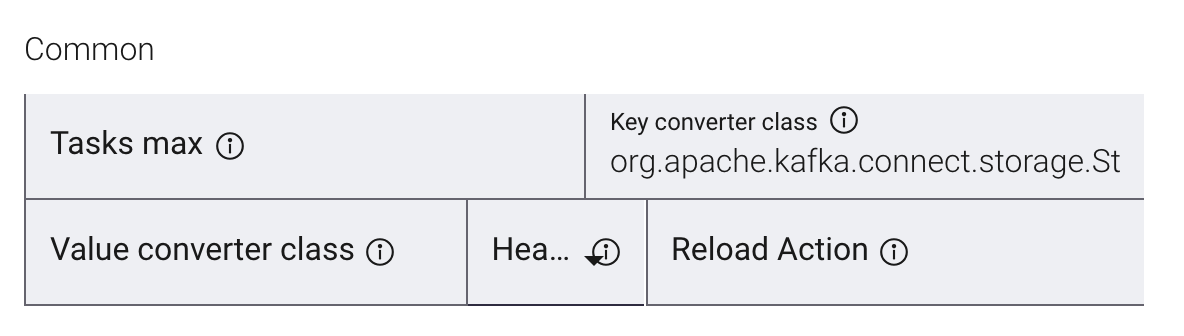 Common
Tasks max
Key converter class
org.apache.kafka.connect.storage.St
Value converter class
Hea...
Reload Action